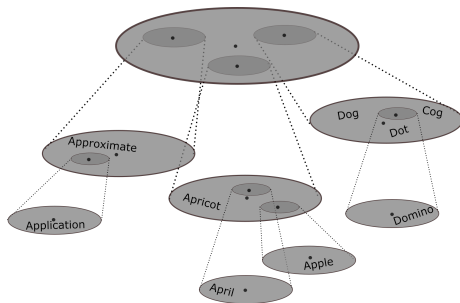 Dog
Cog
Dot
Approximate
Apricot
Domino
Application
Apple
April